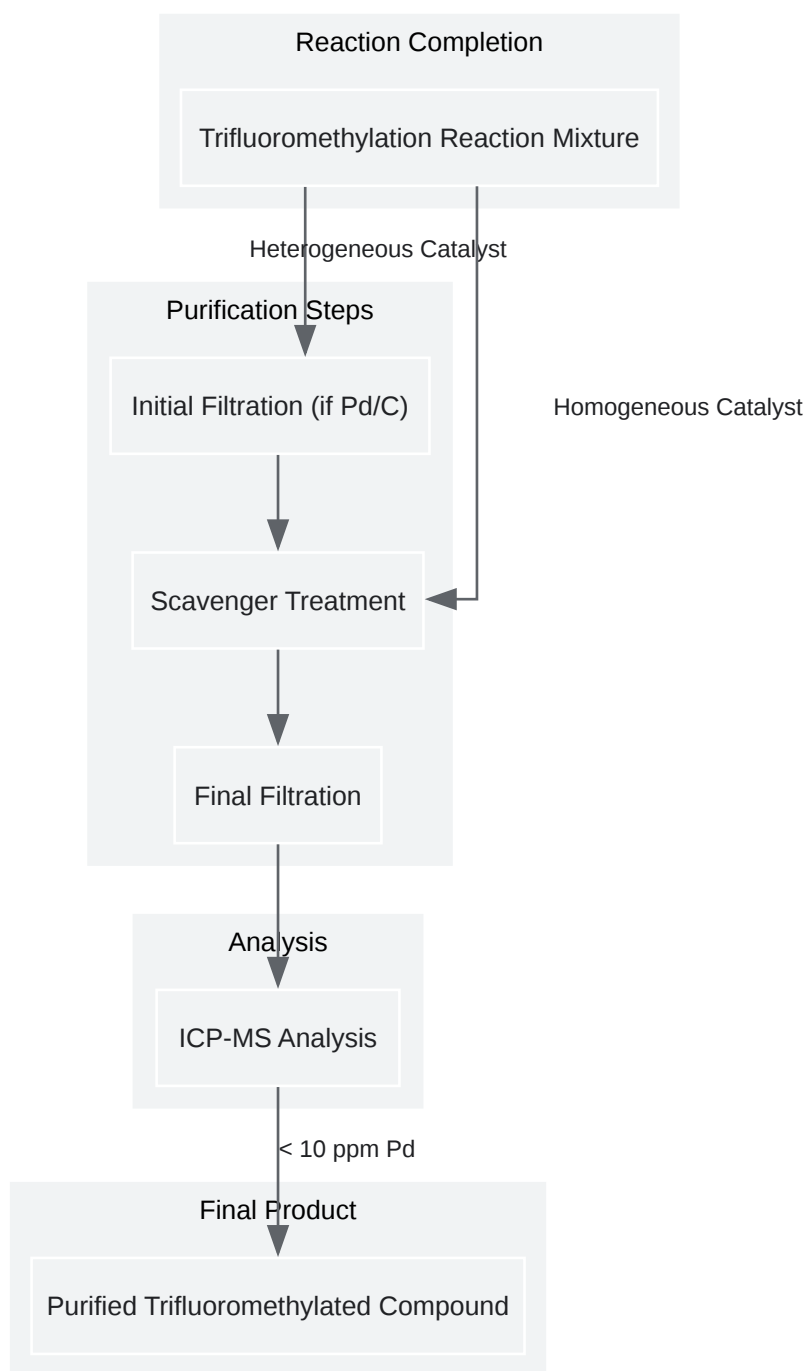 Reaction Completion
Trifluoromethylation Reaction Mixture
Heterogeneous Catalyst
Purification Steps
Initial Filtration (if Pd/C)
Homogeneous Catalyst
Scavenger Treatment
Final Filtration
Analysis
ICP-MS Analysis
< 10 ppm Pd
Final Product
Purified Trifluoromethylated Compound